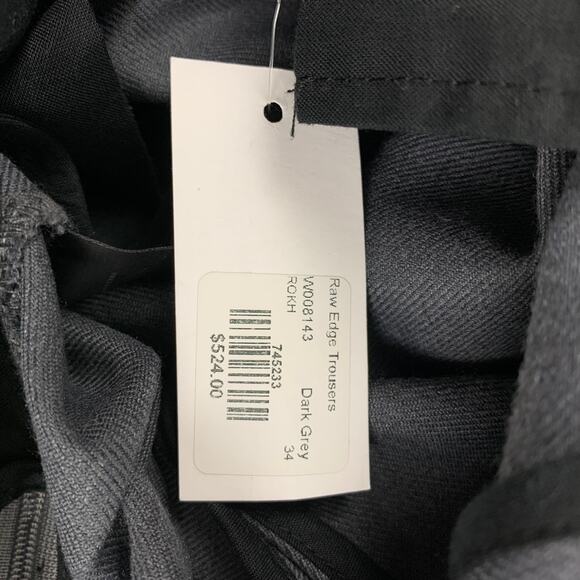 Raw Edge Trousers
W008143 Dark Grey
ROKH 34
745233
$524.00